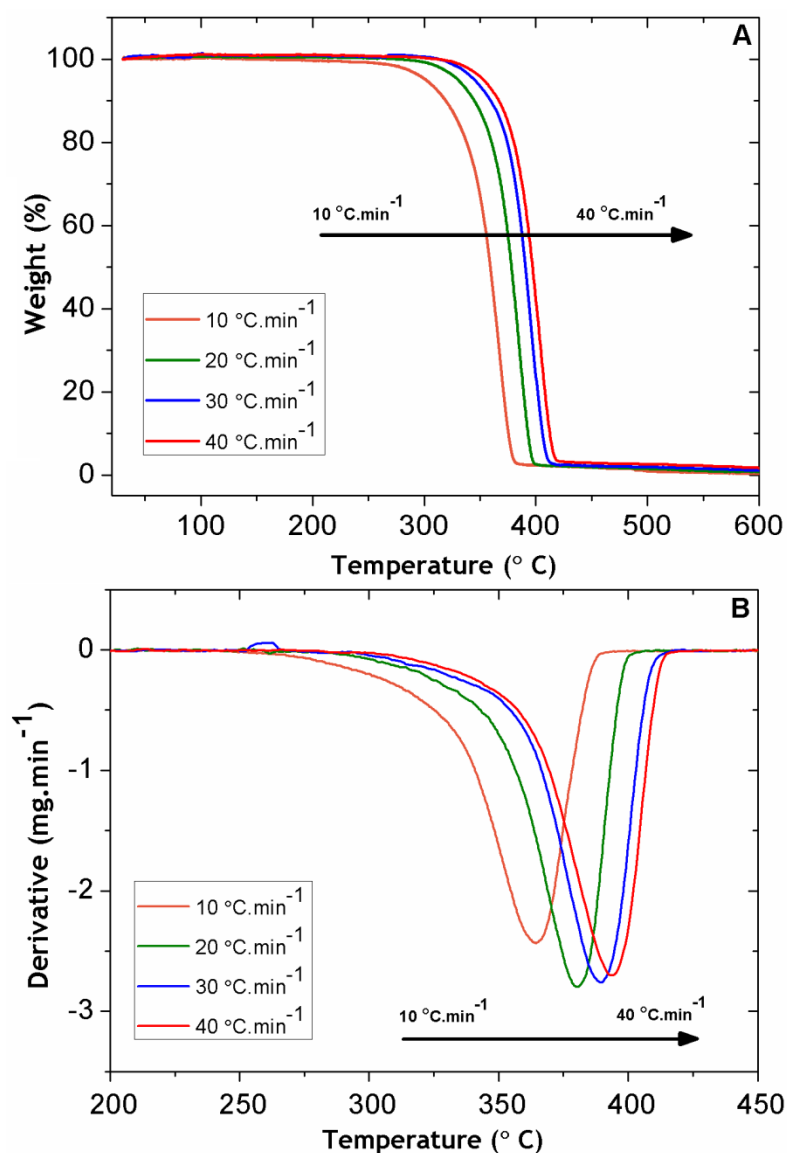 A
100
80
60
40
20
0
Weight (%)
10 °C.min-1
40 °C.min-1
10 °C.min-1
20 °C.min-1
30 °C.min-1
40 °C.min-1
100 200 300 400 500 600
Temperature (° C)
B
0
-1
-2
-3
Derivative (mg.min-1)
10 °C.min-1
20 °C.min-1
30 °C.min-1
40 °C.min-1
10 °C.min-1
40 °C.min-1
200 250 300 350 400 450
Temperature (° C)